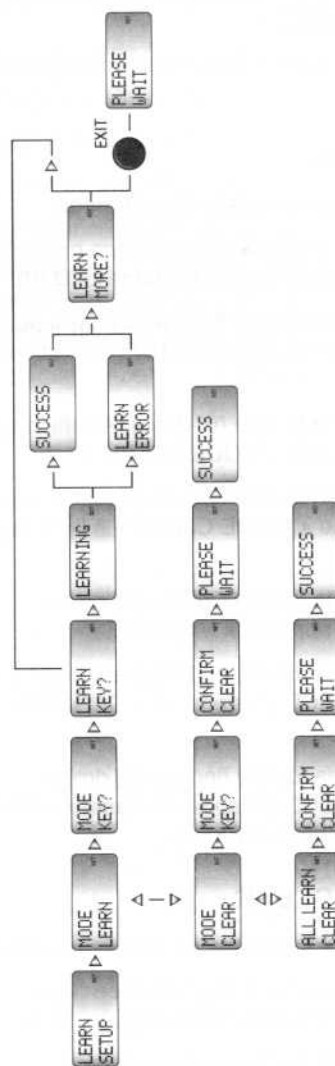 LEARN
SETUP
MODE
LEARN
MODE
KEY?
LEARN
KEY?
LEARNING
SUCCESS
LEARN
ERROR
LEARN
MORE?
EXIT
PLEASE
WAIT
MODE
CLEAR
MODE
KEY?
CONFIRM
CLEAR
PLEASE
WAIT
SUCCESS
ALL LEARN
CLEAR
CONFIRM
CLEAR
PLEASE
WAIT
SUCCESS